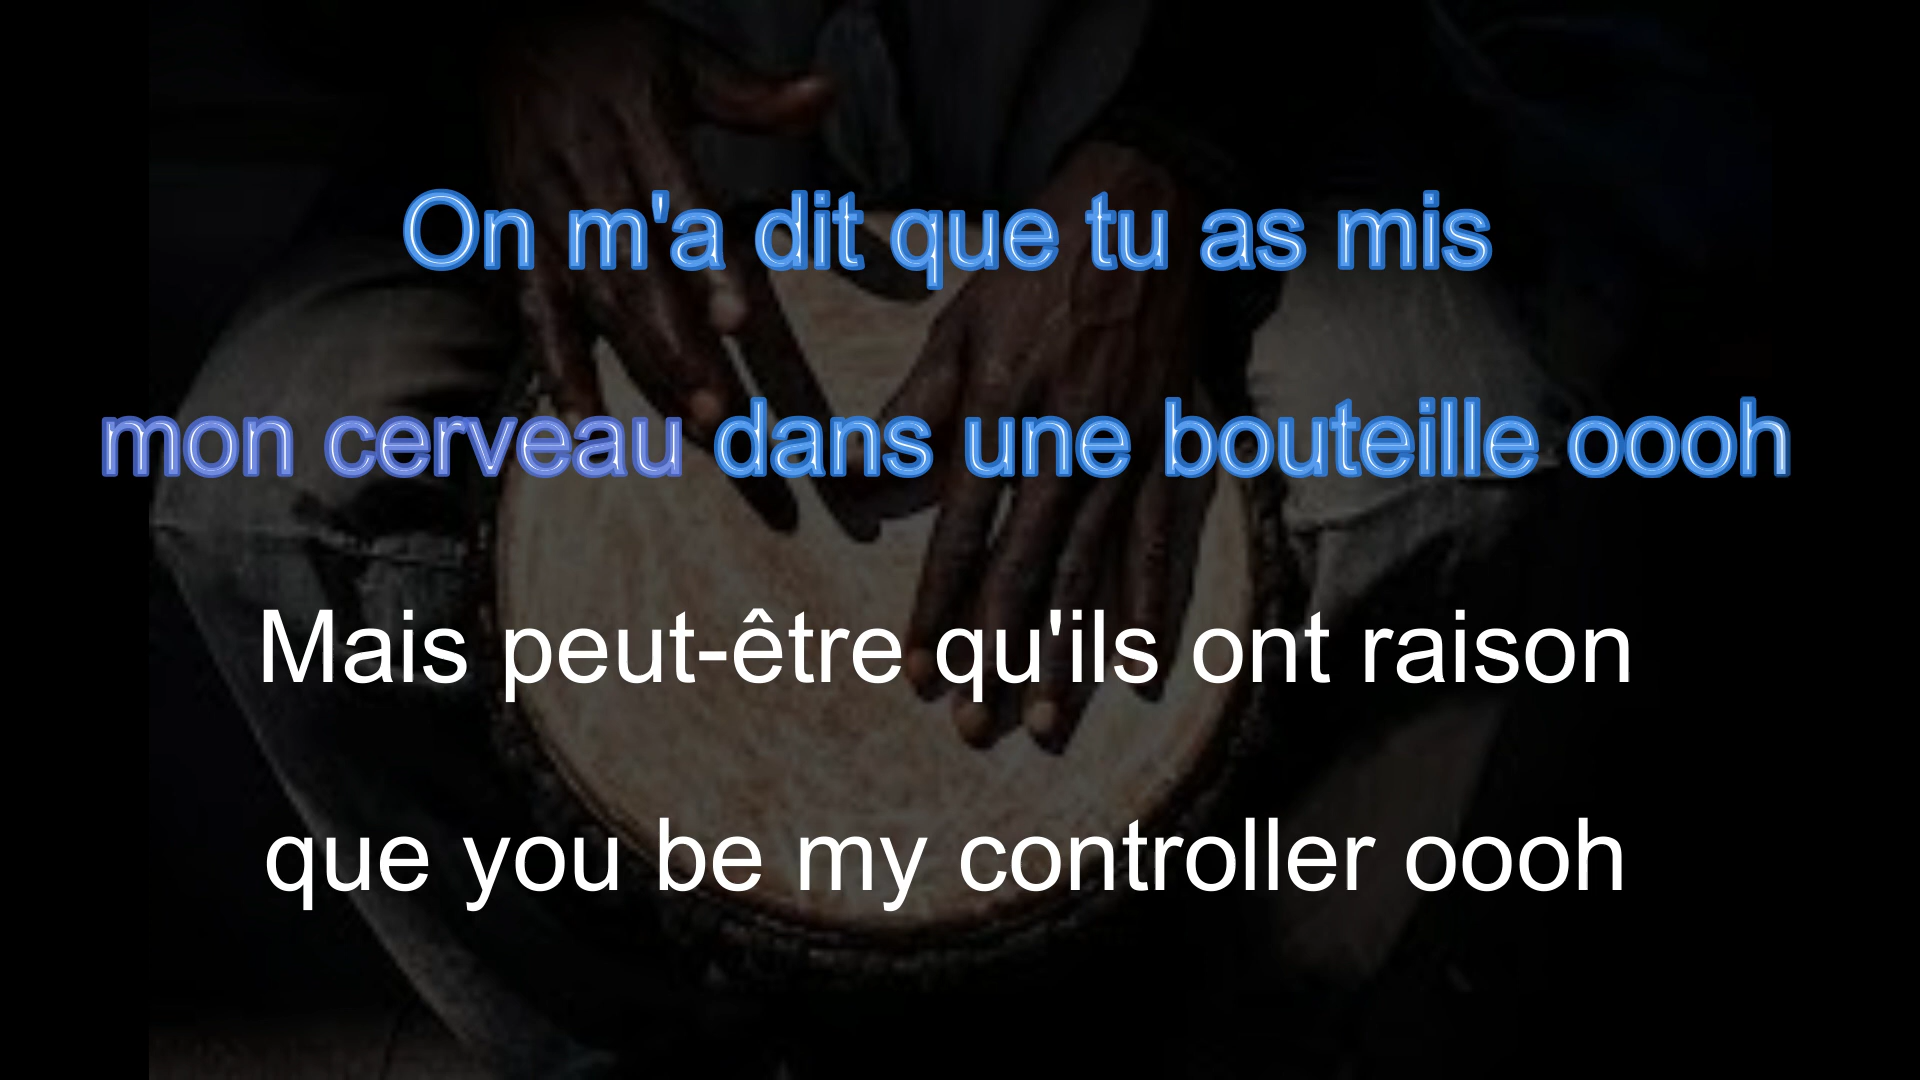 On m'a dit que tu as mis
mon cerveau dans une bouteille oooh
Mais peut-être qu'ils ont raison
que you be my controller oooh